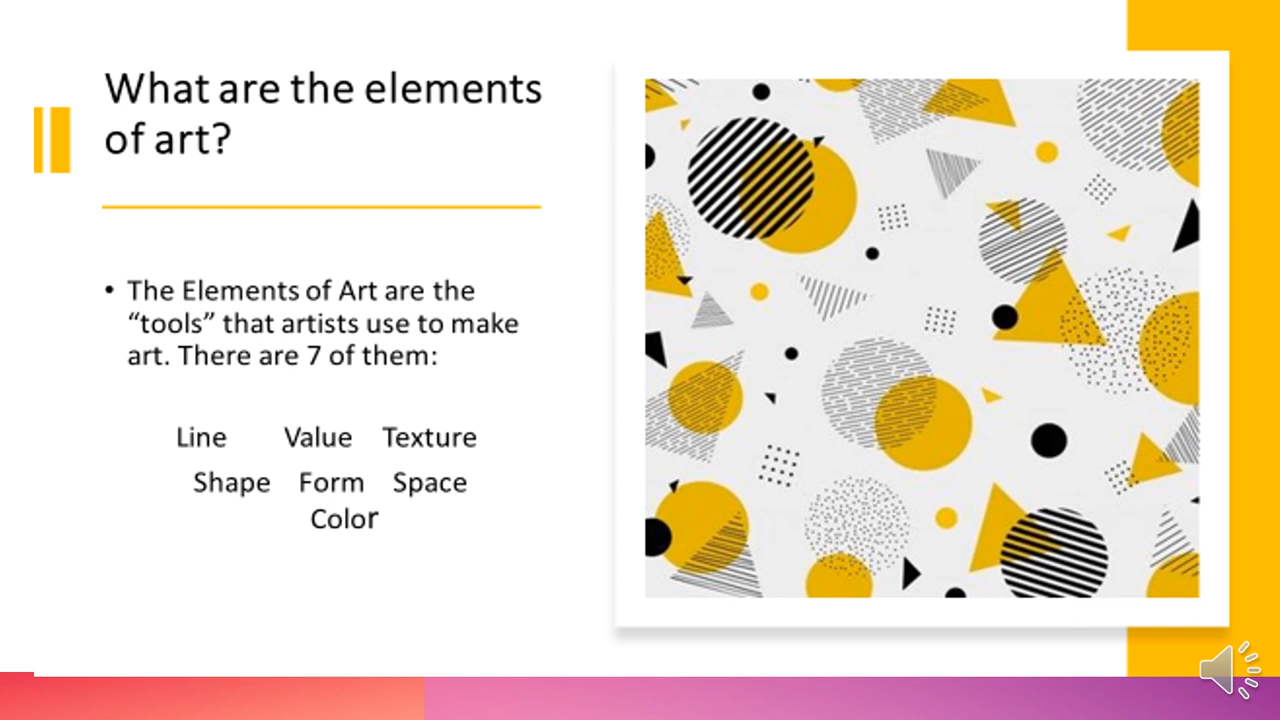 What are the elements
of art?
• The Elements of Art are the
“tools” that artists use to make
art. There are 7 of them:
Line Value Texture
Shape Form Space
Color